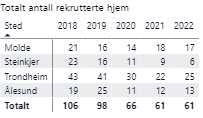 Totalt antall rekrutterte hjem
Sted 2018 2019 2020 2021 2022
Molde 21 16 14 18 17
Steinkjer 23 16 11 9 6
Trondheim 43 41 30 22 25
Ålesund 19 25 11 12 13
Totalt 106 98 66 61 61